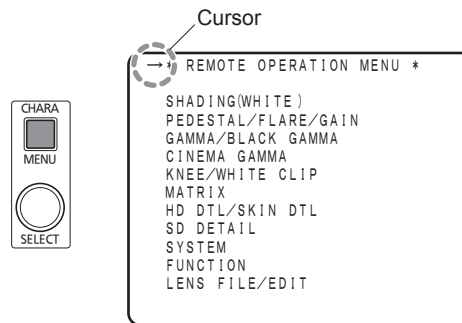 Cursor
→* REMOTE OPERATION MENU *
SHADING(WHITE)
PEDESTAL/FLARE/GAIN
GAMMA/BLACK GAMMA
CINEMA GAMMA
KNEE/WHITE CLIP
MATRIX
HD DTL/SKIN DTL
SD DETAIL
SYSTEM
FUNCTION
LENS FILE/EDIT
CHARA
MENU
SELECT